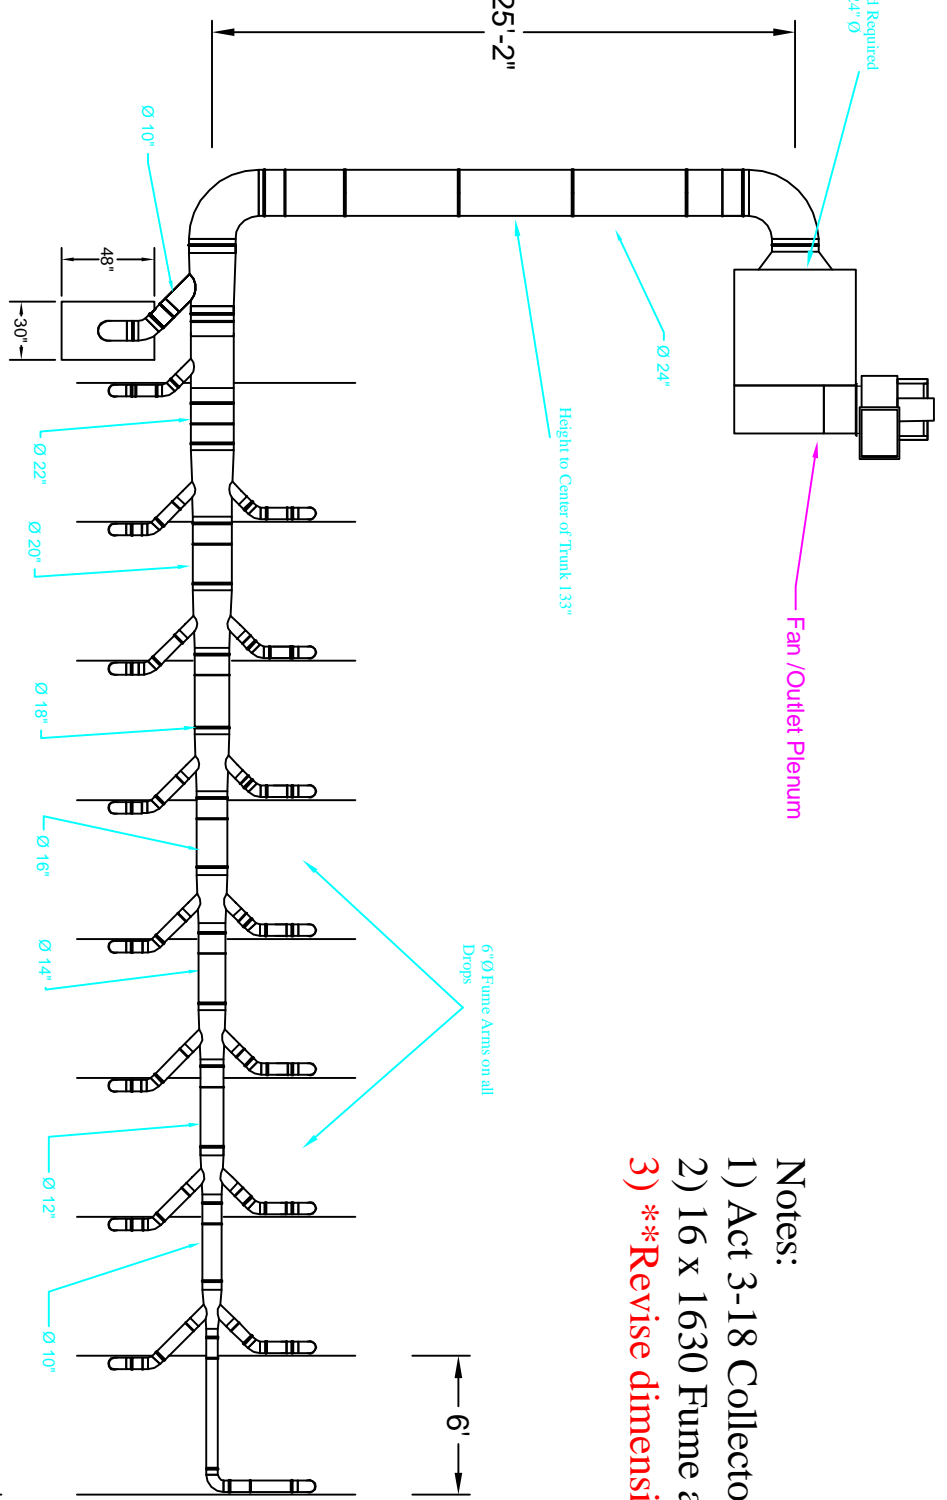 Required
24" Ø
25'-2"
Ø 10"
48"
30"
Ø 24"
Height to Center of Trunk 133"
Fan /Outlet Plenum
Ø 22"
Ø 20"
Ø 18"
Ø 16"
Ø 14"
Ø 12"
Ø 10"
6"Ø Fume Arms on all
Drops
6'
Notes:
1) Act 3-18 Collecto
2) 16 x 1630 Fume a
3) **Revise dimensi